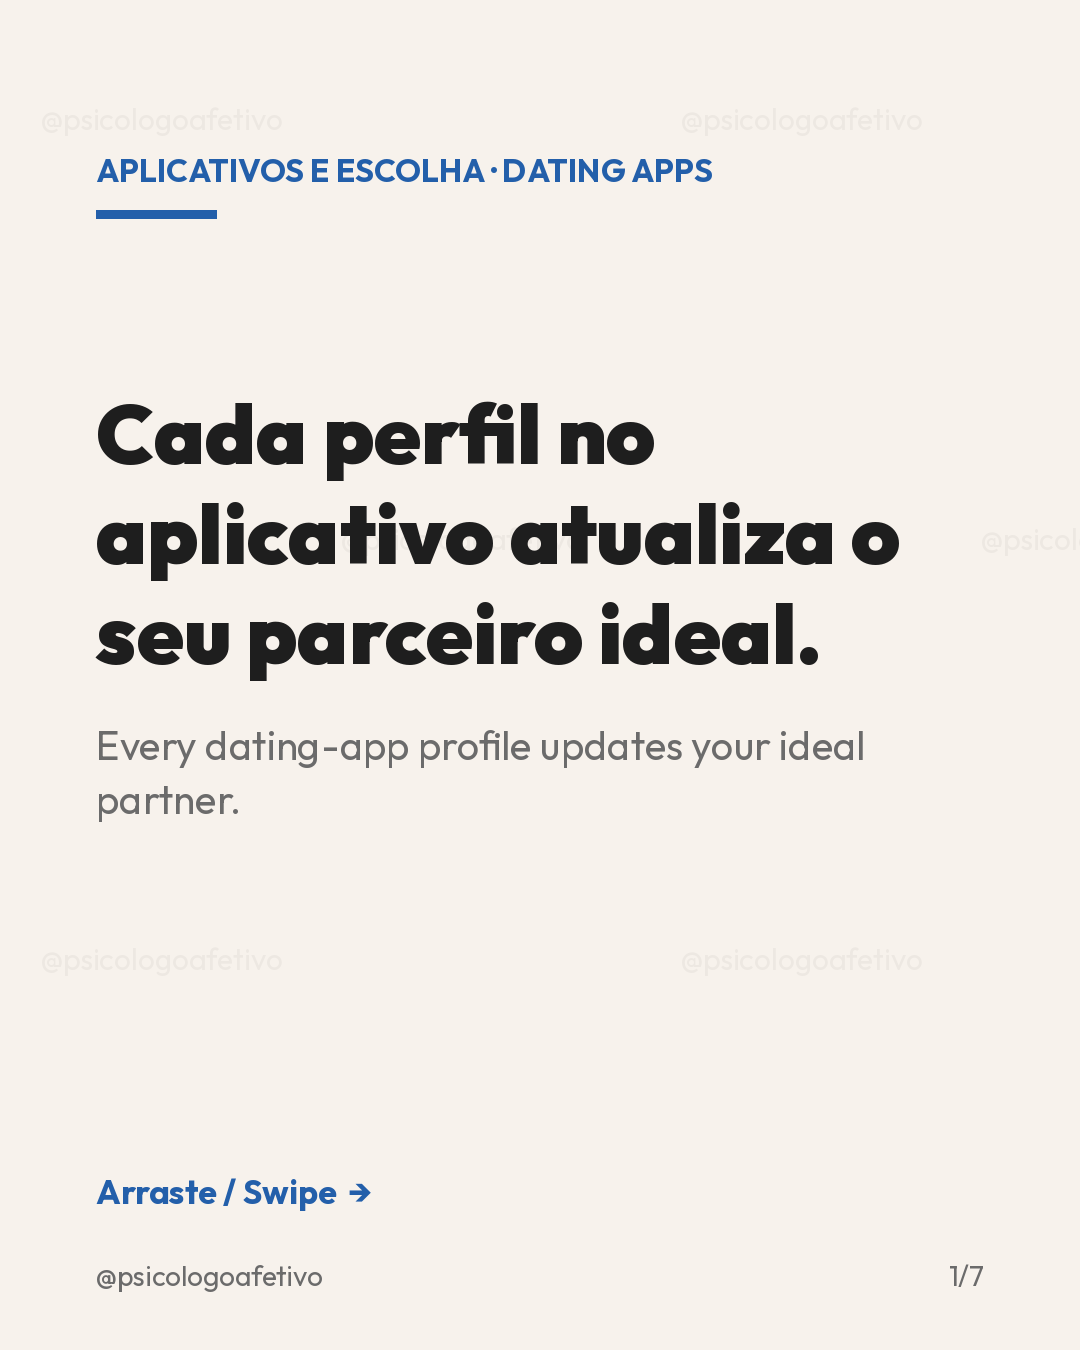 @psicologoafetivo @psicologoafetivo
APLICATIVOS E ESCOLHA · DATING APPS
Cada perfil no
aplicativo atualiza o
seu parceiro ideal.
@psicol
Every dating-app profile updates your ideal
partner.
@psicologoafetivo @psicologoafetivo
Arraste / Swipe →
@psicologoafetivo 1/7